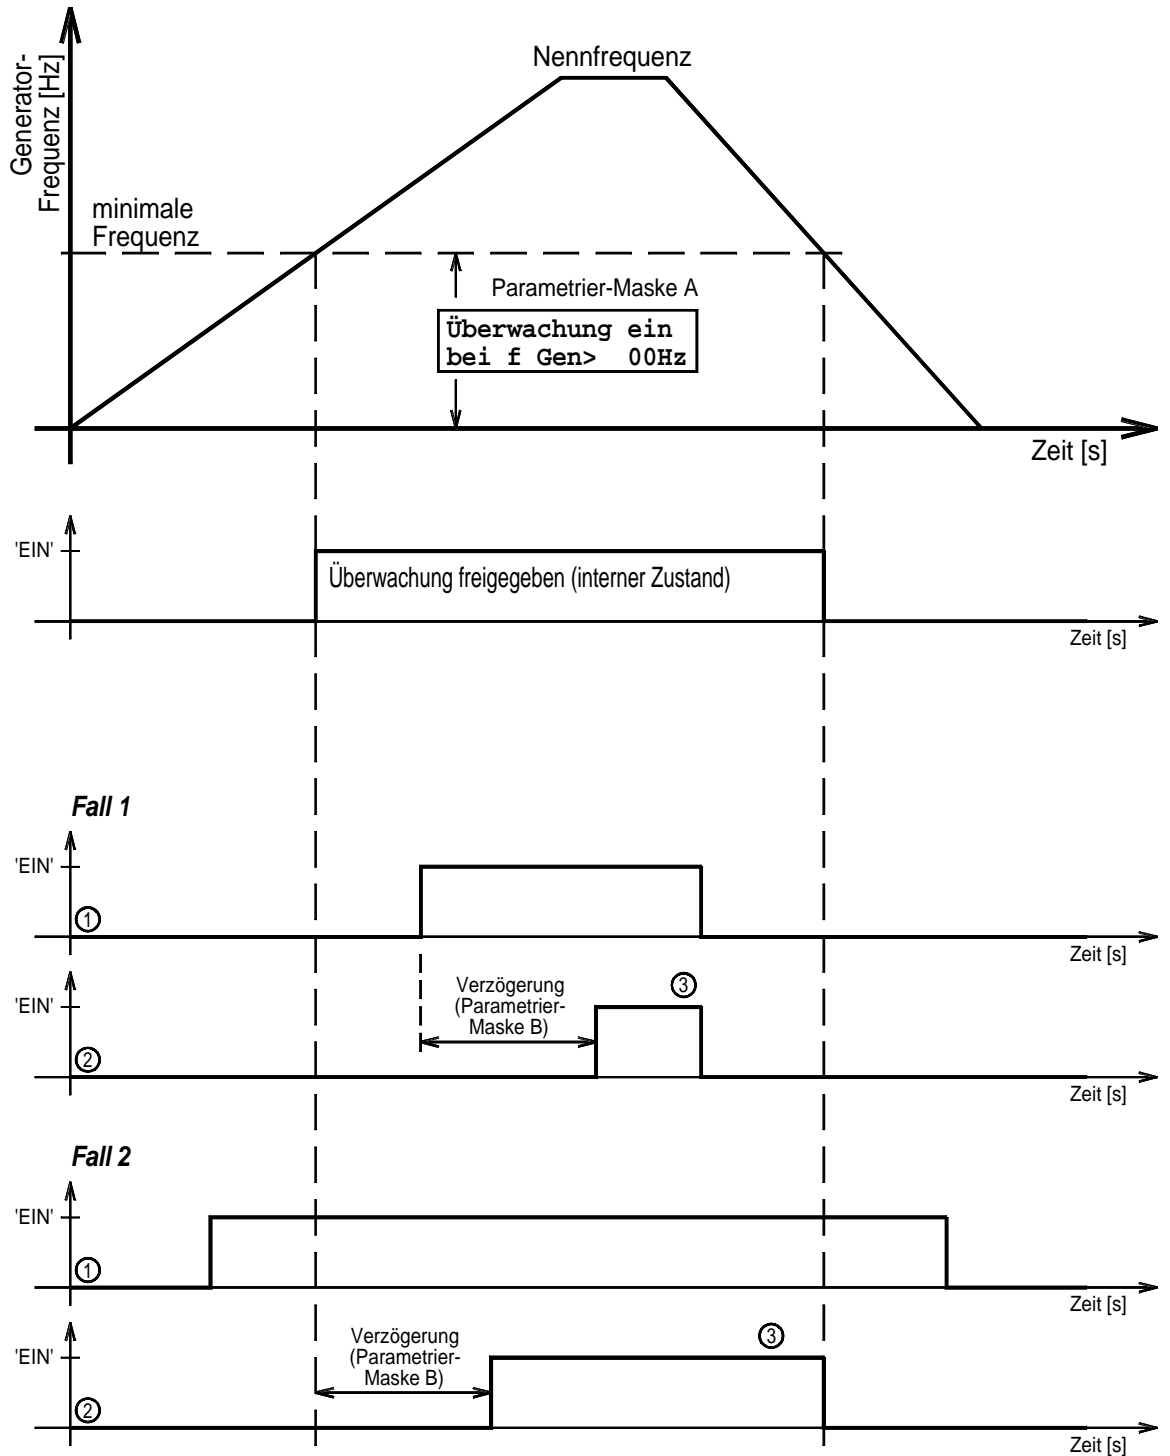 Generator-
Frequenz [Hz]
Nennfrequenz
minimale
Frequenz
Parametrier-Maske A
Überwachung ein
bei f Gen>  00Hz
Zeit [s]
'EIN'
Überwachung freigegeben (interner Zustand)
Zeit [s]
Fall 1
'EIN'
1
Zeit [s]
'EIN'
Verzögerung
(Parametrier-
Maske B)
3
2
Zeit [s]
Fall 2
'EIN'
1
Zeit [s]
'EIN'
Verzögerung
(Parametrier-
Maske B)
3
2
Zeit [s]